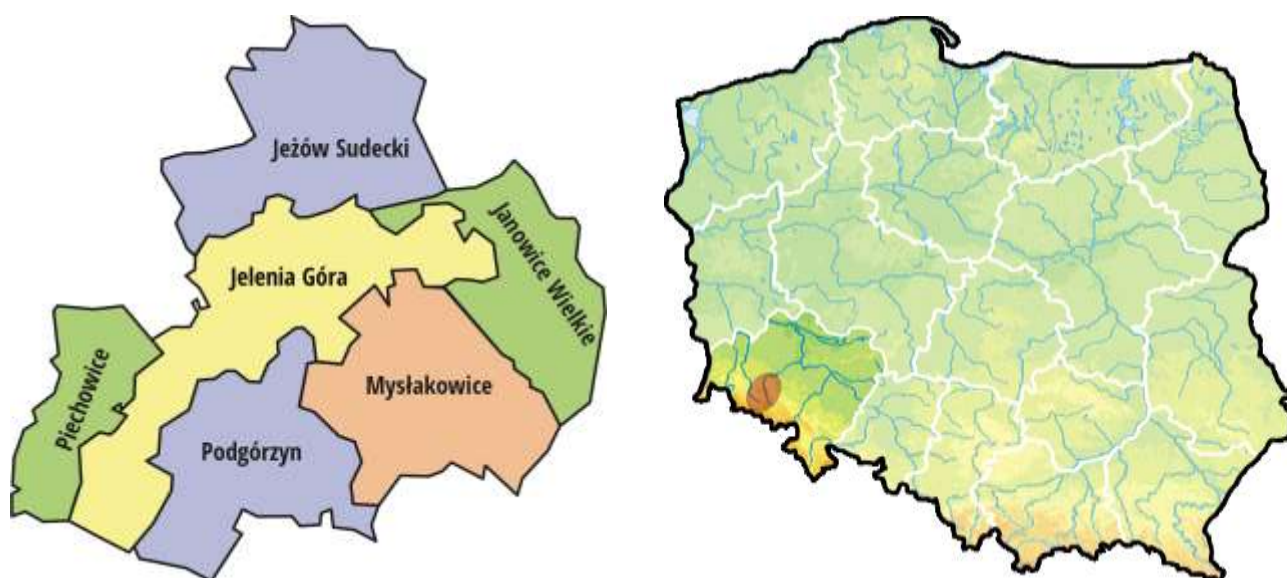 Jeżów Sudecki
Janowice Wielkie
Jelenia Góra
Mysłakowice
Piechowice
Podgórzyn